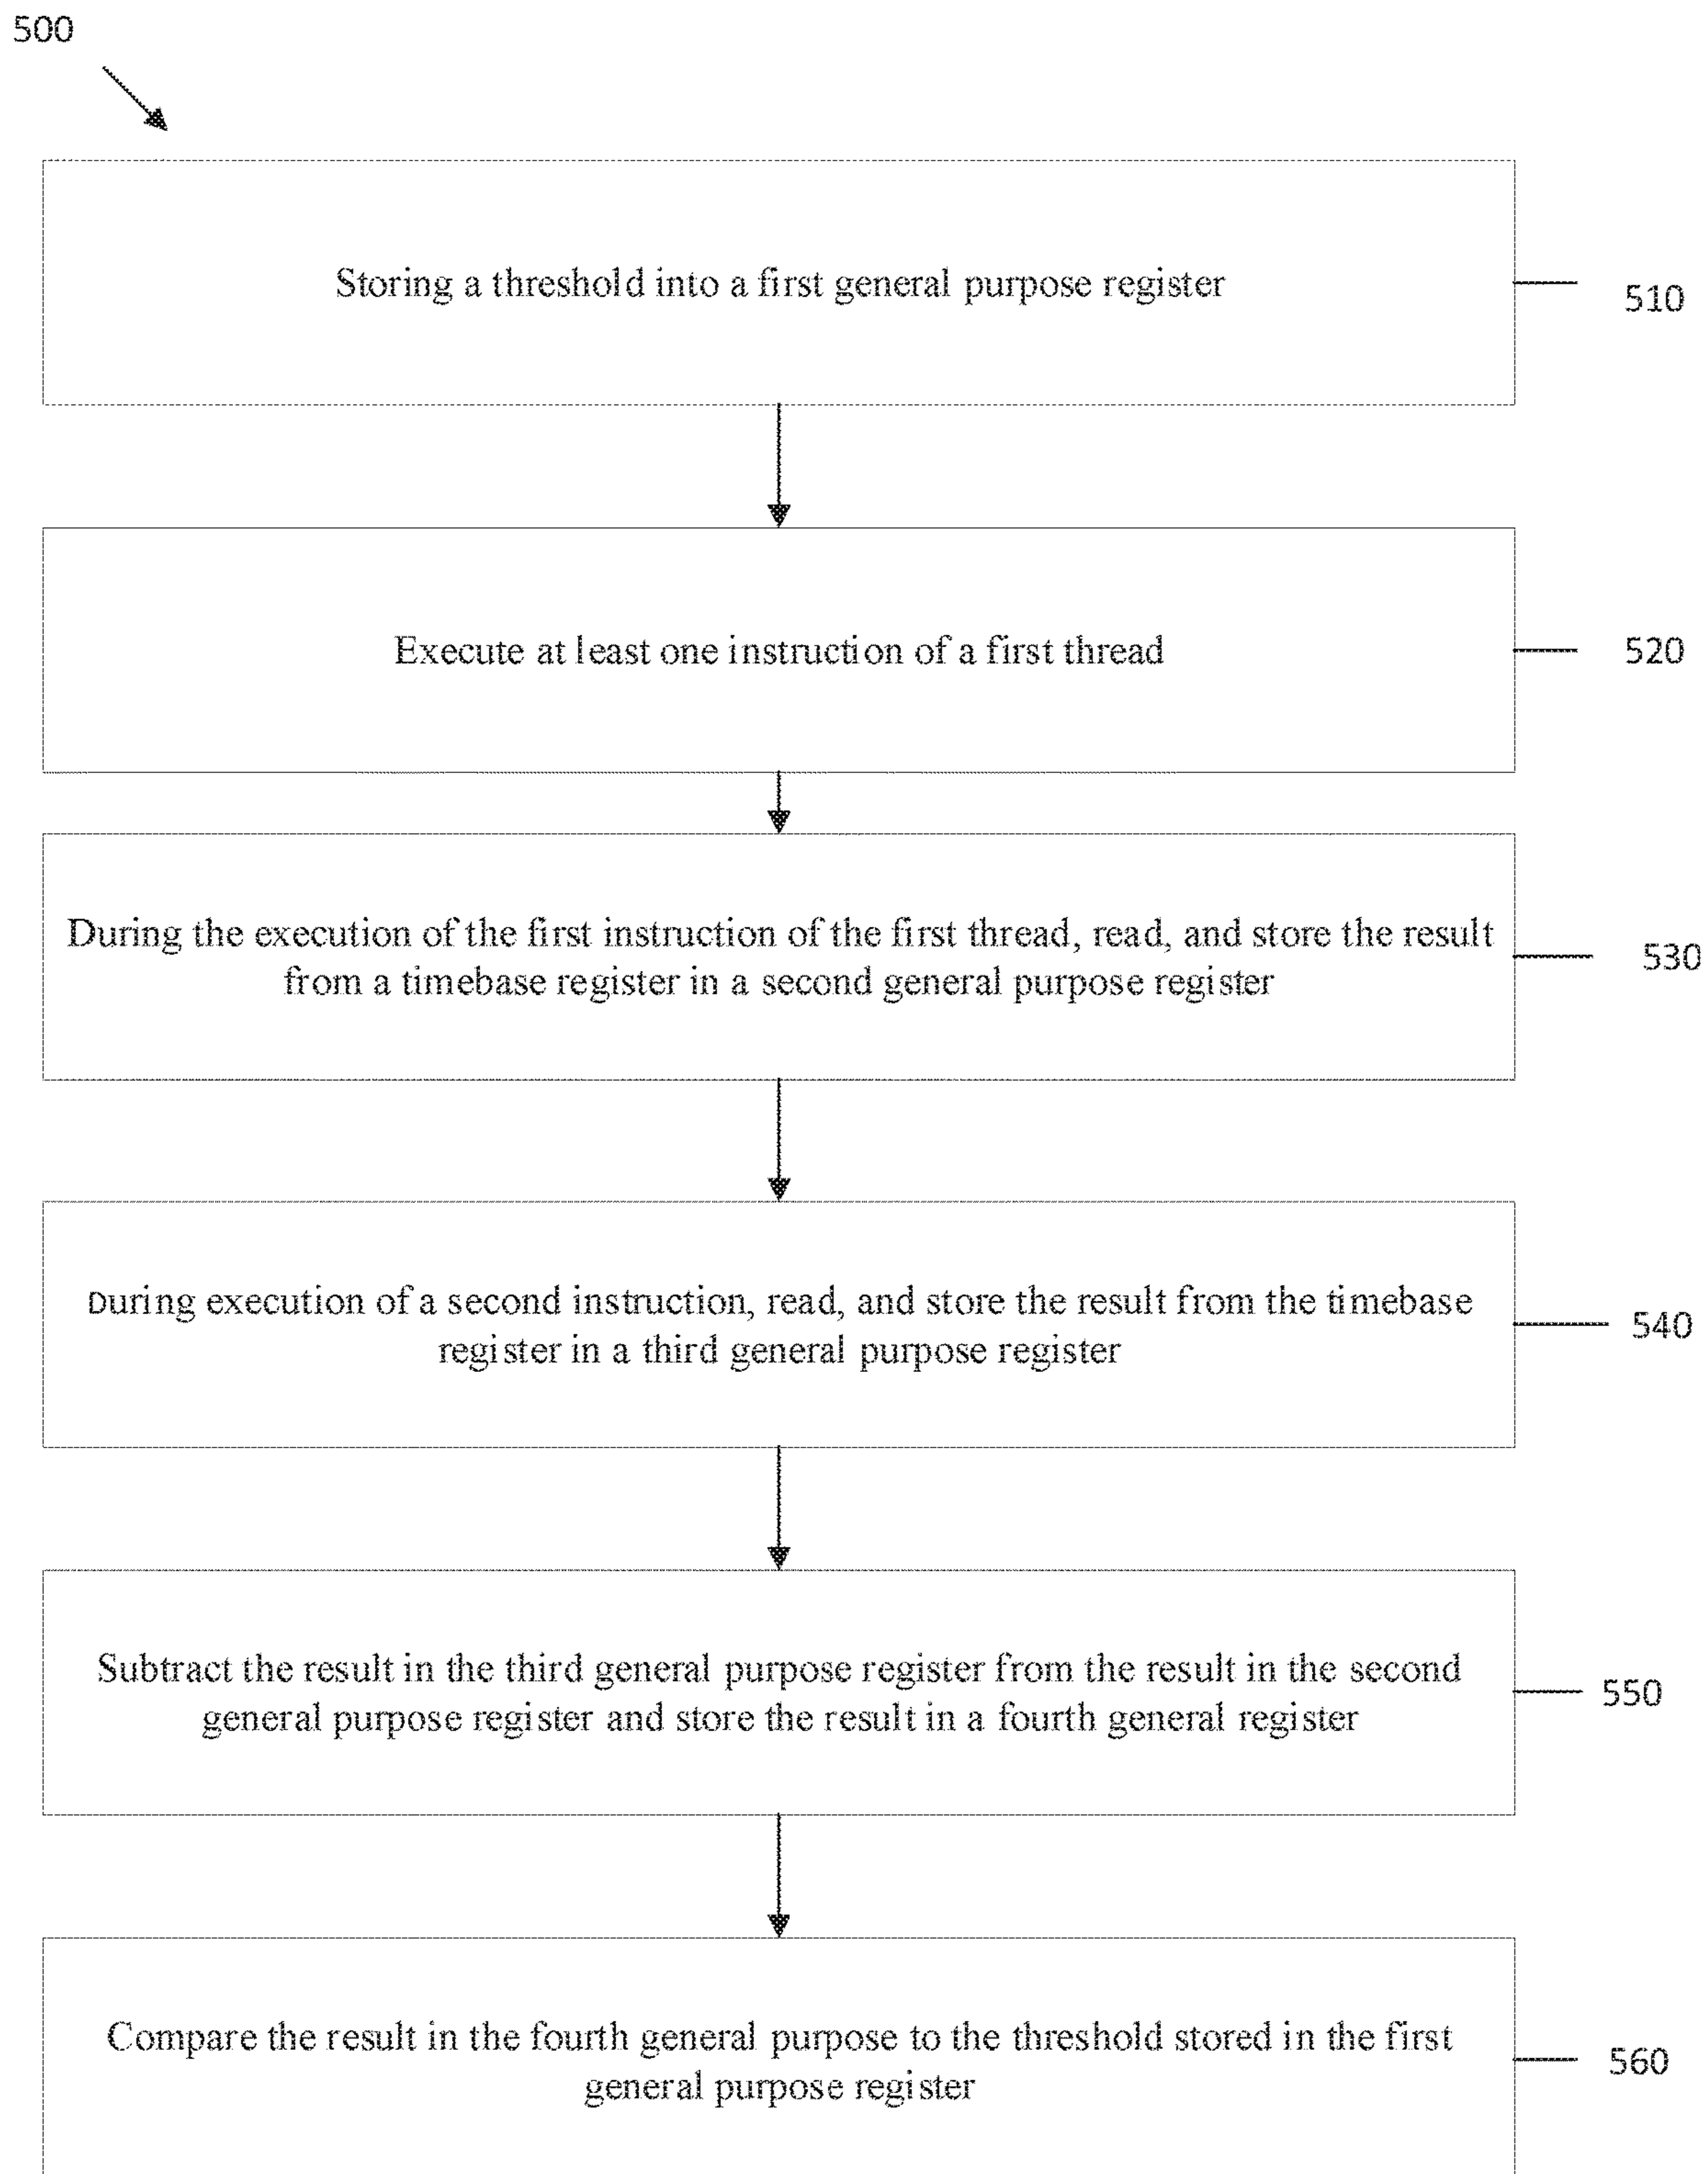 500
Storing a threshold into a first general purpose register
510
Execute at least one instruction of a first thread
520
During the execution of the first instruction of the first thread, read, and store the result
from a timebase register in a second general purpose register
530
During execution of a second instruction, read, and store the result from the timebase
register in a third general purpose register
540
Subtract the result in the third general purpose register from the result in the second
general purpose register and store the result in a fourth general register
550
Compare the result in the fourth general purpose to the threshold stored in the first
general purpose register
560